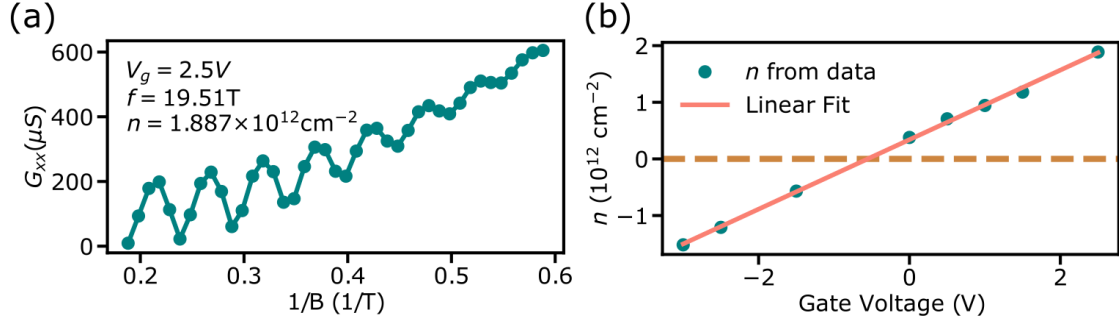 (a)
600
400
200
0
G_xx(μS)
V_g = 2.5V
f = 19.51T
n = 1.887×10^12cm^−2
0.2 0.3 0.4 0.5 0.6
1/B (1/T)
(b)
2
1
0
−1
n (10^12 cm^−2)
n from data
Linear Fit
−2 0 2
Gate Voltage (V)